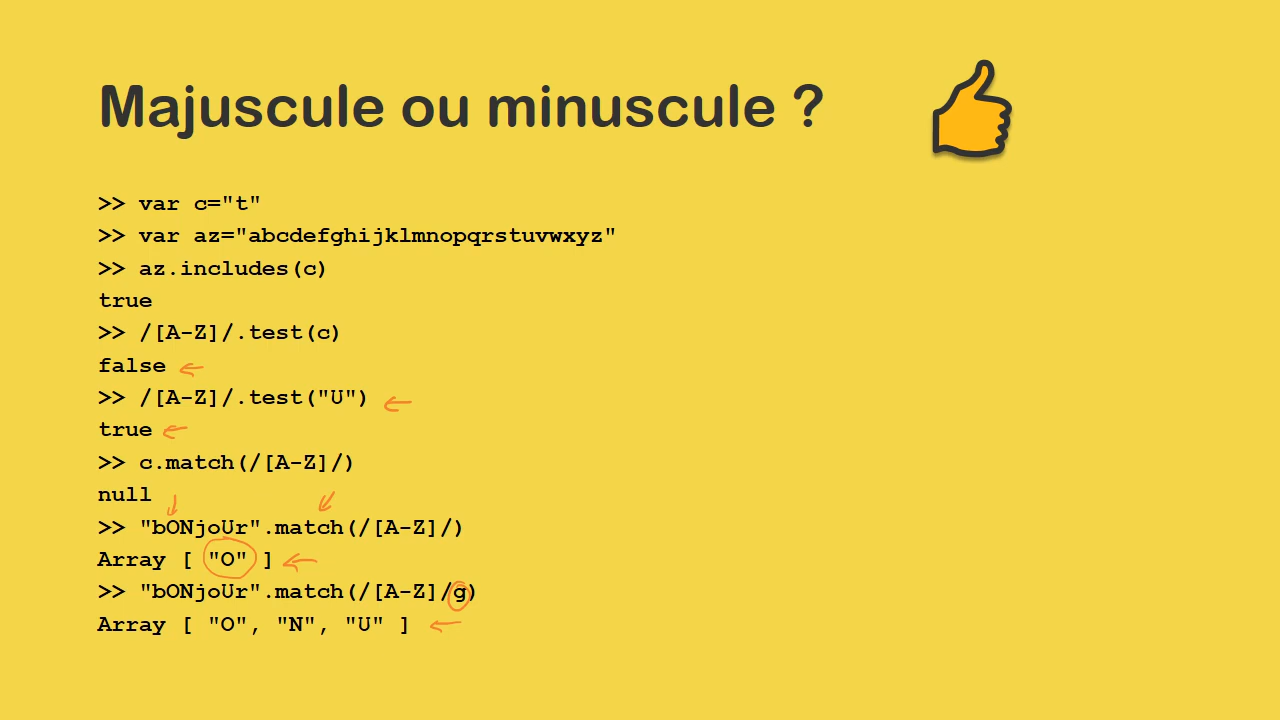 Majuscule ou minuscule ?
>> var c="t"
>> var az="abcdefghijklmnopqrstuvwxyz"
>> az.includes(c)
true
>> /[A-Z]/.test(c)
false
>> /[A-Z]/.test("U")
true
>> c.match(/[A-Z]/)
null
>> "bONjoUr".match(/[A-Z]/)
Array [ "O" ]
>> "bONjoUr".match(/[A-Z]/g)
Array [ "O", "N", "U" ]